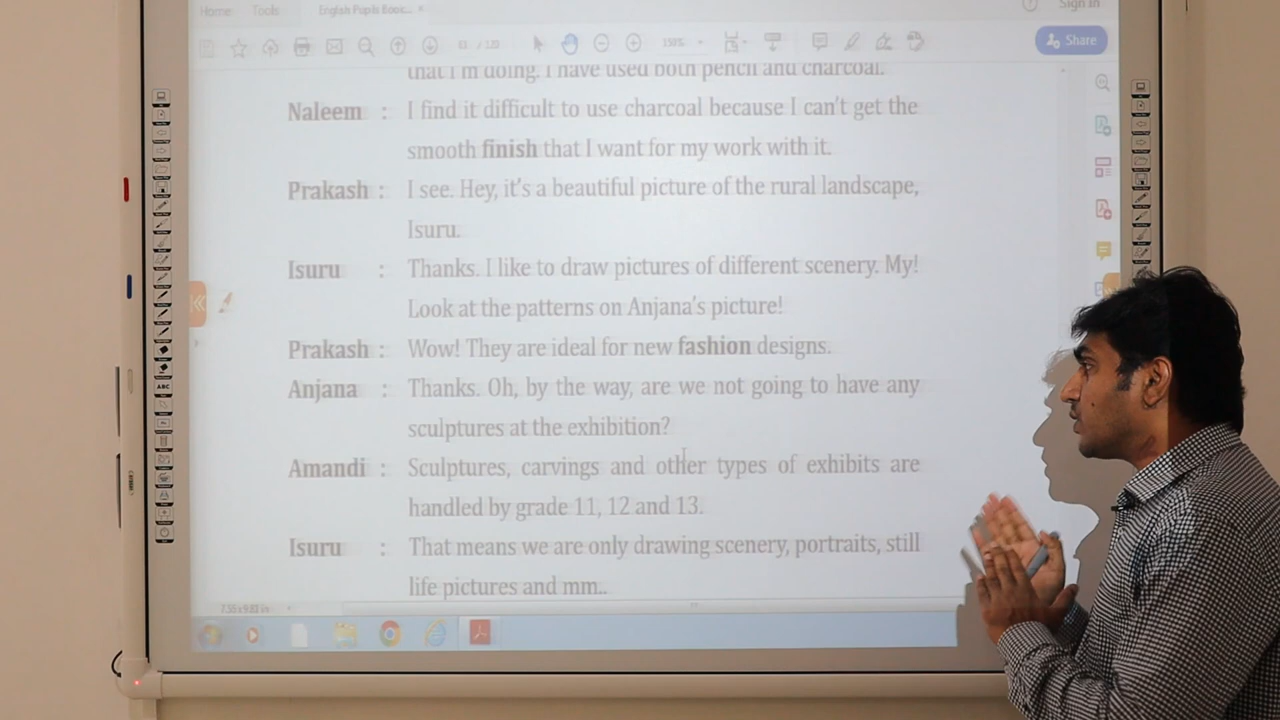 Home Tools English Pupils Book... × Sign In
/ 120 150% Share
that I'm doing. I have used both pencil and charcoal.
Naleem : I find it difficult to use charcoal because I can't get the
smooth finish that I want for my work with it.
Prakash : I see. Hey, it's a beautiful picture of the rural landscape,
Isuru.
Isuru : Thanks. I like to draw pictures of different scenery. My!
Look at the patterns on Anjana's picture!
Prakash : Wow! They are ideal for new fashion designs.
Anjana : Thanks. Oh, by the way, are we not going to have any
sculptures at the exhibition?
Amandi : Sculptures, carvings and other types of exhibits are
handled by grade 11, 12 and 13.
Isuru : That means we are only drawing scenery, portraits, still
life pictures and mm..
ABC